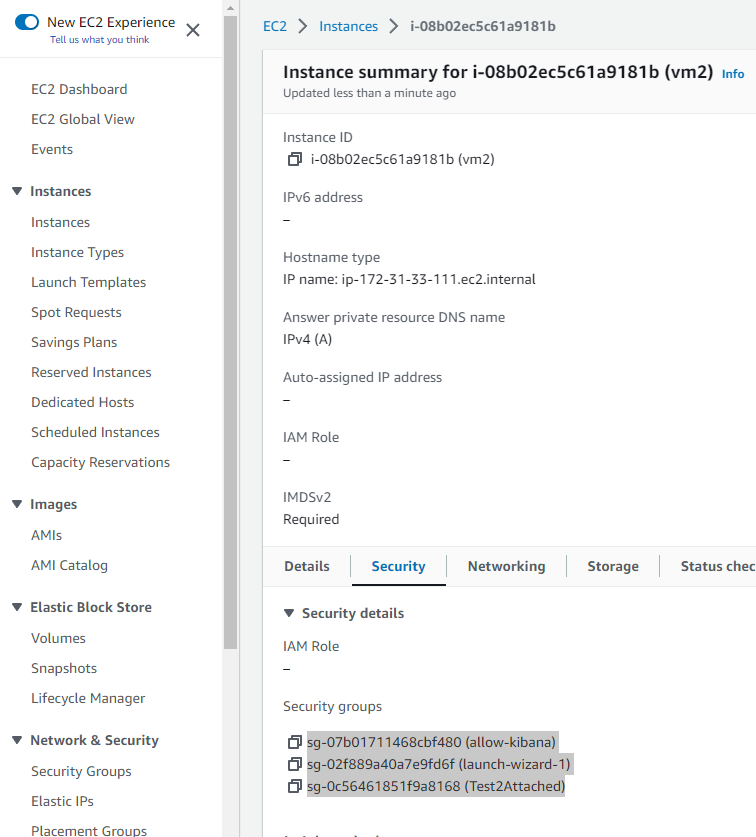 New EC2 Experience
Tell us what you think
EC2 Dashboard
EC2 Global View
Events
Instances
Instances
Instance Types
Launch Templates
Spot Requests
Savings Plans
Reserved Instances
Dedicated Hosts
Scheduled Instances
Capacity Reservations
Images
AMIs
AMI Catalog
Elastic Block Store
Volumes
Snapshots
Lifecycle Manager
Network & Security
Security Groups
Elastic IPs
Placement Groups
EC2 > Instances > i-08b02ec5c61a9181b
Instance summary for i-08b02ec5c61a9181b (vm2) Info
Updated less than a minute ago
Instance ID
i-08b02ec5c61a9181b (vm2)
IPv6 address
–
Hostname type
IP name: ip-172-31-33-111.ec2.internal
Answer private resource DNS name
IPv4 (A)
Auto-assigned IP address
–
IAM Role
–
IMDSv2
Required
Details Security Networking Storage Status chec
Security details
IAM Role
–
Security groups
sg-07b01711468cbf480 (allow-kibana)
sg-02f889a40a7e9fd6f (launch-wizard-1)
sg-0c56461851f9a8168 (Test2Attached)